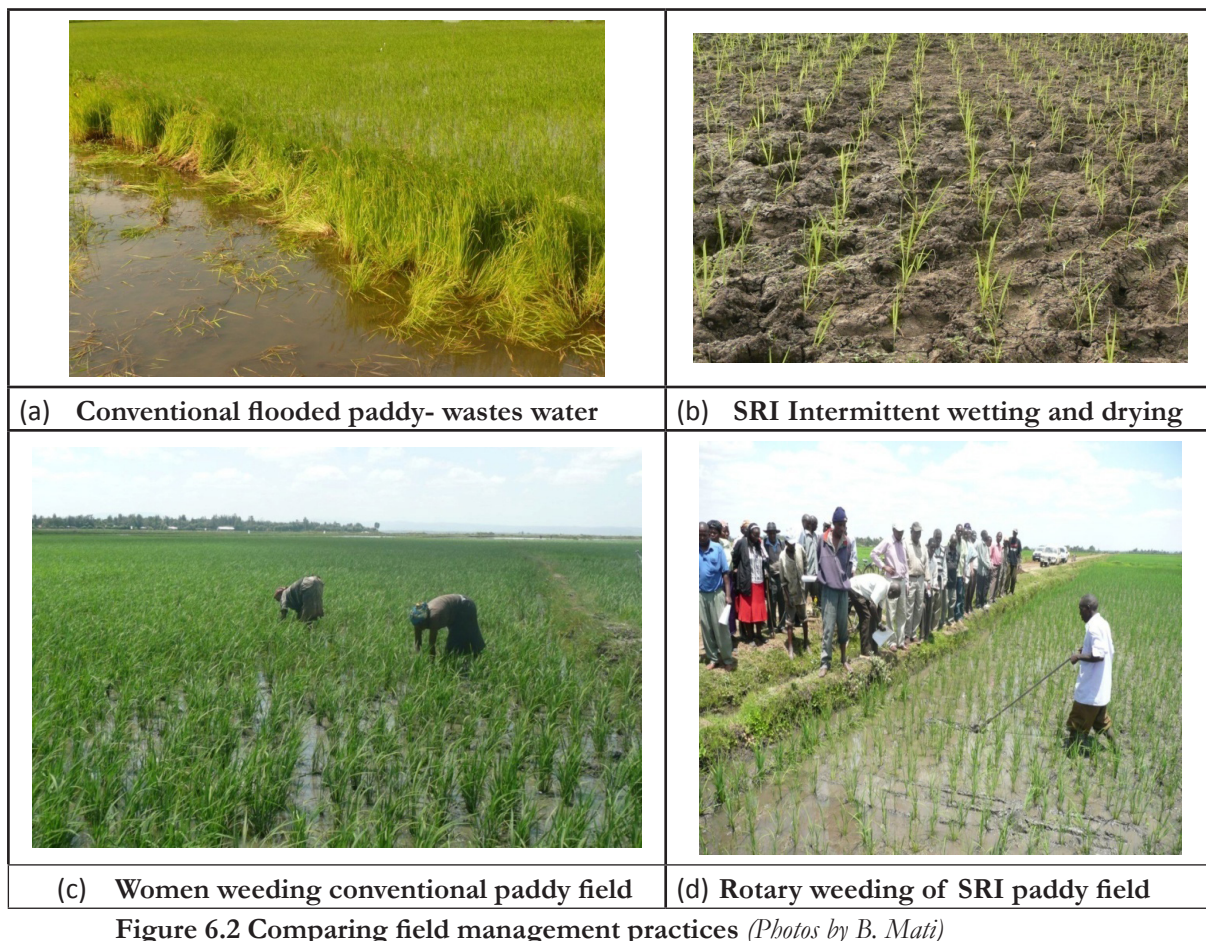 (a) Conventional flooded paddy- wastes water
(b) SRI Intermittent wetting and drying
(c) Women weeding conventional paddy field
(d) Rotary weeding of SRI paddy field
Figure 6.2 Comparing field management practices (Photos by B. Mati)